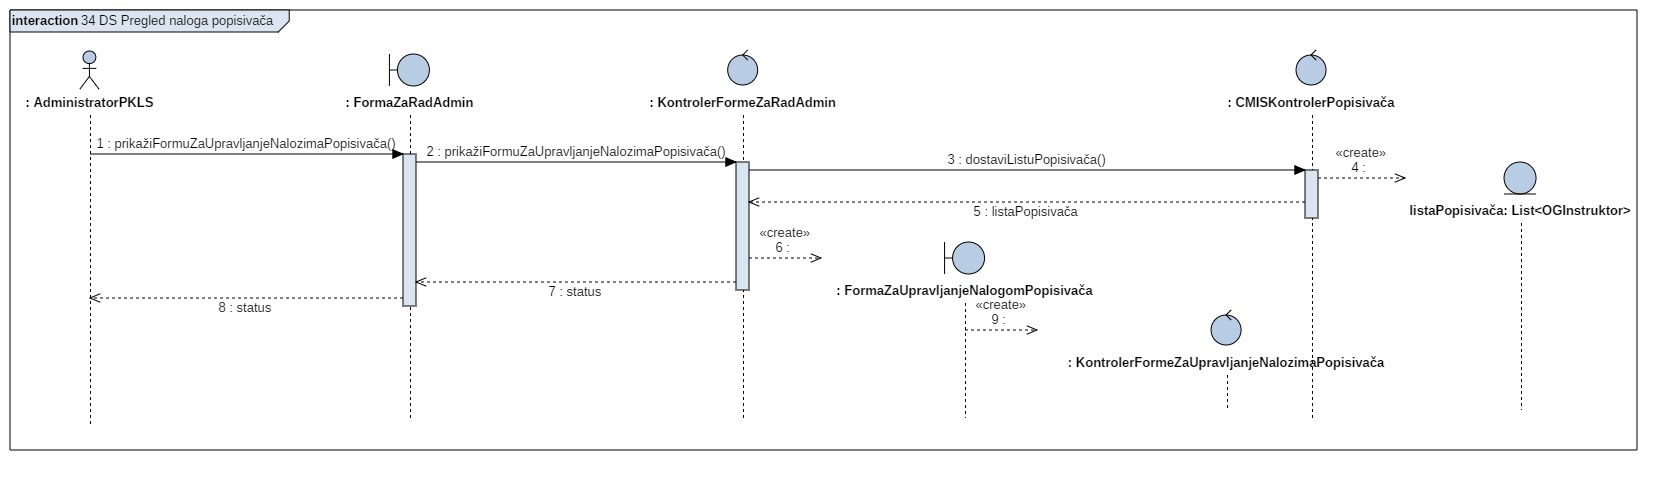 interaction 34 DS Pregled naloga popisivača
: AdministratorPKLS
: FormaZaRadAdmin
: KontrolerFormeZaRadAdmin
: CMISKontrolerPopisivača
1 : prikažiFormuZaUpravljanjeNalozimaPopisivača()
2 : prikažiFormuZaUpravljanjeNalozimaPopisivača()
3 : dostaviListuPopisivača()
«create»
4 :
listaPopisivača: List<OGInstruktor>
5 : listaPopisivača
«create»
6 :
: FormaZaUpravljanjeNalogomPopisivača
7 : status
8 : status
«create»
9 :
: KontrolerFormeZaUpravljanjeNalozimaPopisivača